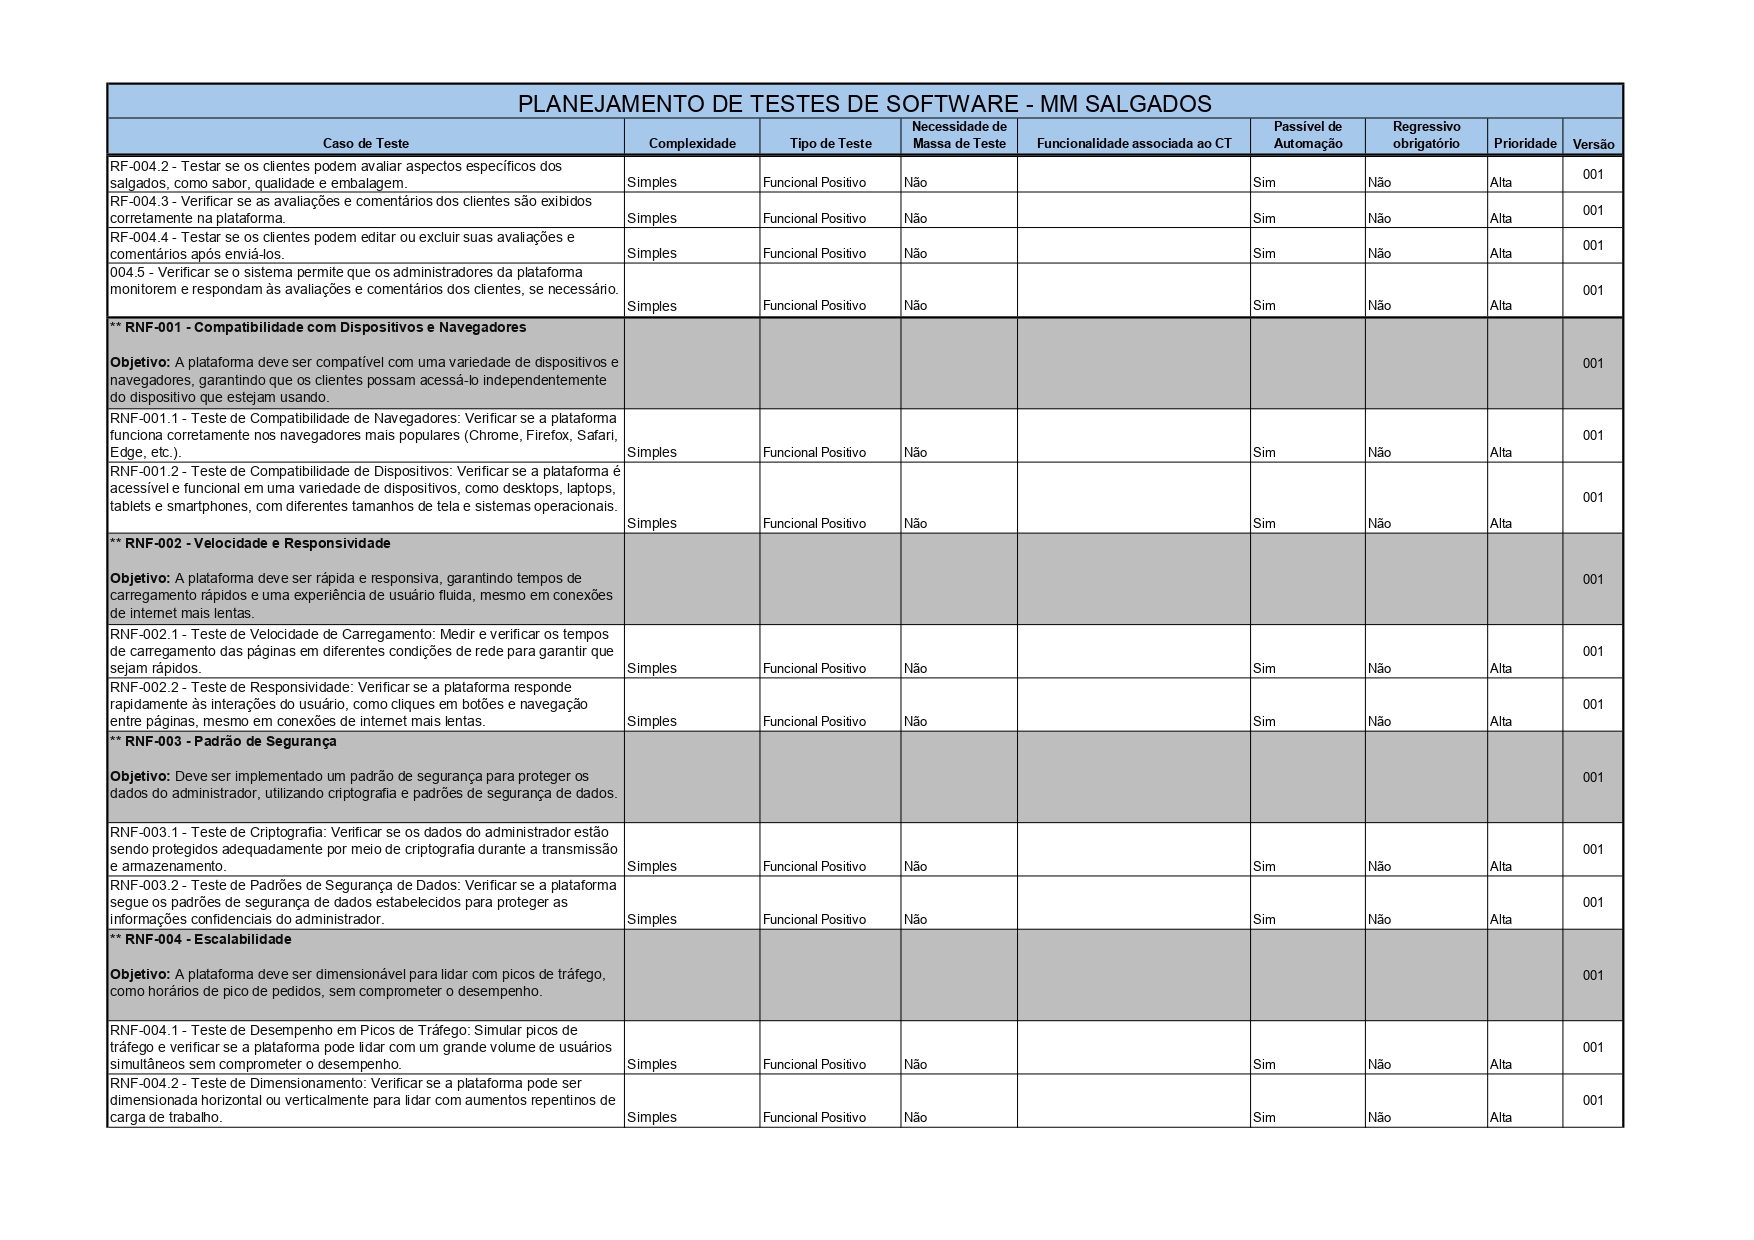 PLANEJAMENTO DE TESTES DE SOFTWARE - MM SALGADOS
Caso de Teste Complexidade Tipo de Teste Necessidade de Massa de Teste Funcionalidade associada ao CT Passível de Automação Regressivo obrigatório Prioridade Versão
RF-004.2 - Testar se os clientes podem avaliar aspectos específicos dos
salgados, como sabor, qualidade e embalagem. Simples Funcional Positivo Não Sim Não Alta 001
RF-004.3 - Verificar se as avaliações e comentários dos clientes são exibidos
corretamente na plataforma. Simples Funcional Positivo Não Sim Não Alta 001
RF-004.4 - Testar se os clientes podem editar ou excluir suas avaliações e
comentários após enviá-los. Simples Funcional Positivo Não Sim Não Alta 001
004.5 - Verificar se o sistema permite que os administradores da plataforma
monitorem e respondam às avaliações e comentários dos clientes, se necessário.
Simples Funcional Positivo Não Sim Não Alta 001
** RNF-001 - Compatibilidade com Dispositivos e Navegadores
Objetivo: A plataforma deve ser compatível com uma variedade de dispositivos e
navegadores, garantindo que os clientes possam acessá-lo independentemente
do dispositivo que estejam usando. 001
RNF-001.1 - Teste de Compatibilidade de Navegadores: Verificar se a plataforma
funciona corretamente nos navegadores mais populares (Chrome, Firefox, Safari,
Edge, etc.). Simples Funcional Positivo Não Sim Não Alta 001
RNF-001.2 - Teste de Compatibilidade de Dispositivos: Verificar se a plataforma é
acessível e funcional em uma variedade de dispositivos, como desktops, laptops,
tablets e smartphones, com diferentes tamanhos de tela e sistemas operacionais.
Simples Funcional Positivo Não Sim Não Alta 001
** RNF-002 - Velocidade e Responsividade
Objetivo: A plataforma deve ser rápida e responsiva, garantindo tempos de
carregamento rápidos e uma experiência de usuário fluida, mesmo em conexões
de internet mais lentas. 001
RNF-002.1 - Teste de Velocidade de Carregamento: Medir e verificar os tempos
de carregamento das páginas em diferentes condições de rede para garantir que
sejam rápidos. Simples Funcional Positivo Não Sim Não Alta 001
RNF-002.2 - Teste de Responsividade: Verificar se a plataforma responde
rapidamente às interações do usuário, como cliques em botões e navegação
entre páginas, mesmo em conexões de internet mais lentas. Simples Funcional Positivo Não Sim Não Alta 001
** RNF-003 - Padrão de Segurança
Objetivo: Deve ser implementado um padrão de segurança para proteger os
dados do administrador, utilizando criptografia e padrões de segurança de dados. 001
RNF-003.1 - Teste de Criptografia: Verificar se os dados do administrador estão
sendo protegidos adequadamente por meio de criptografia durante a transmissão
e armazenamento. Simples Funcional Positivo Não Sim Não Alta 001
RNF-003.2 - Teste de Padrões de Segurança de Dados: Verificar se a plataforma
segue os padrões de segurança de dados estabelecidos para proteger as
informações confidenciais do administrador. Simples Funcional Positivo Não Sim Não Alta 001
** RNF-004 - Escalabilidade
Objetivo: A plataforma deve ser dimensionável para lidar com picos de tráfego,
como horários de pico de pedidos, sem comprometer o desempenho. 001
RNF-004.1 - Teste de Desempenho em Picos de Tráfego: Simular picos de
tráfego e verificar se a plataforma pode lidar com um grande volume de usuários
simultâneos sem comprometer o desempenho. Simples Funcional Positivo Não Sim Não Alta 001
RNF-004.2 - Teste de Dimensionamento: Verificar se a plataforma pode ser
dimensionada horizontal ou verticalmente para lidar com aumentos repentinos de
carga de trabalho. Simples Funcional Positivo Não Sim Não Alta 001